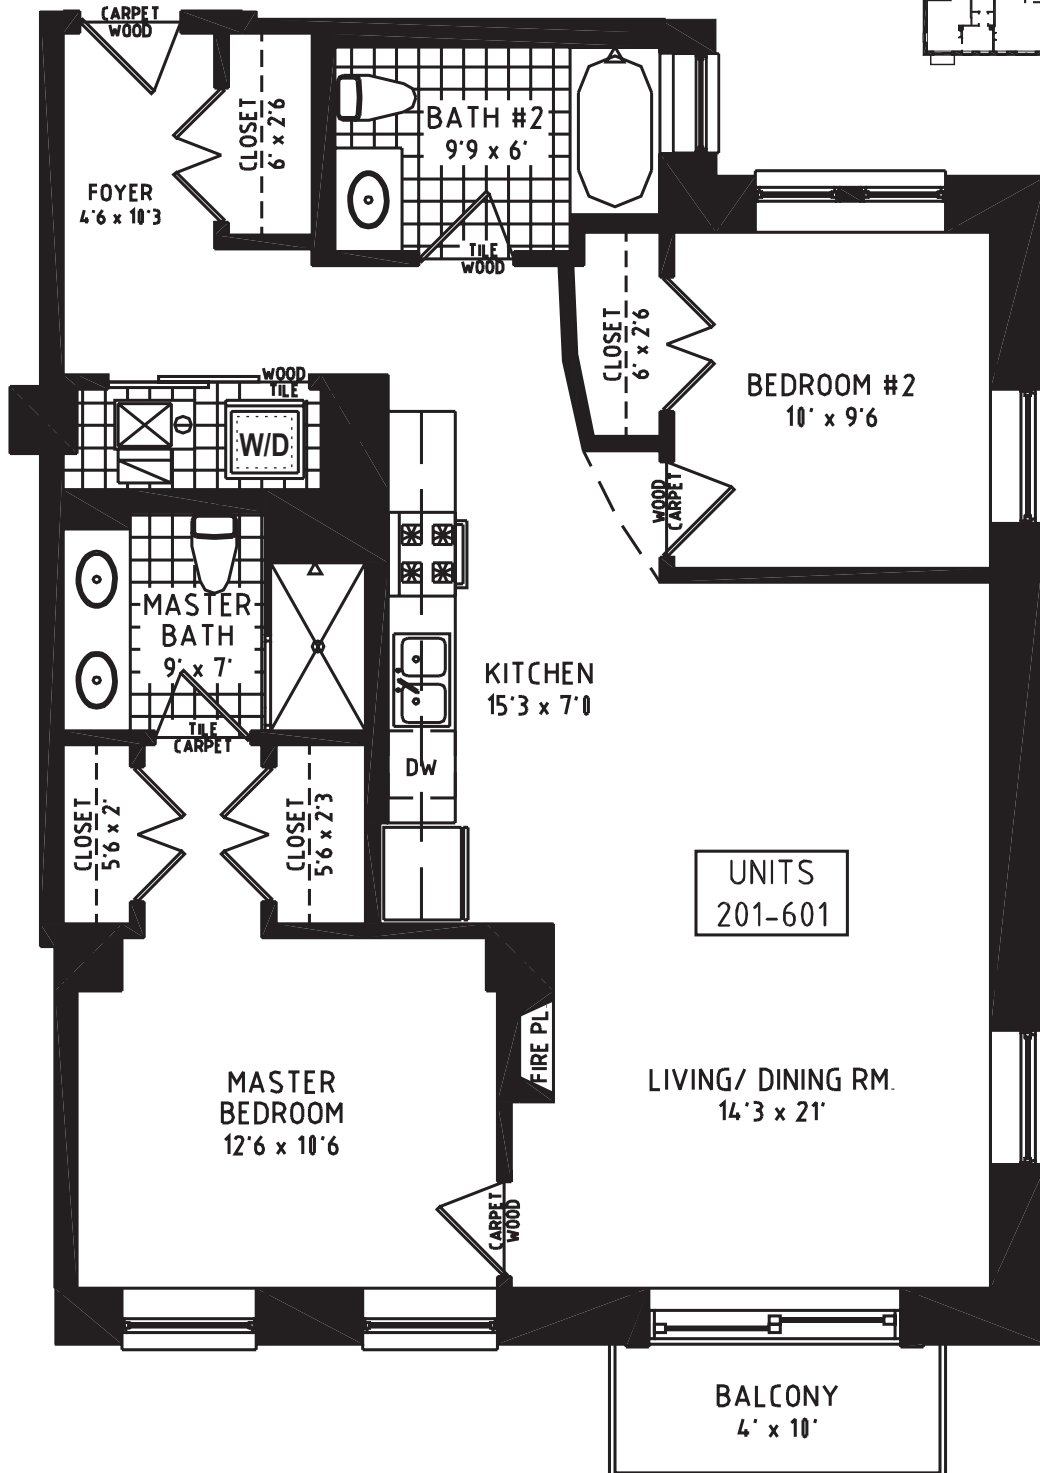 CARPET
WOOD
CLOSET
6' x 2'6
BATH #2
9'9 x 6'
FOYER
4'6 x 10'3
TILE
WOOD
CLOSET
6' x 2'6
BEDROOM #2
10' x 9'6
WOOD
TILE
W/D
WOOD
CARPET
MASTER
BATH
9' x 7'
TILE
CARPET
KITCHEN
15'3 x 7'0
DW
CLOSET
5'6 x 2'
CLOSET
5'6 x 2'3
UNITS
201-601
FIRE PL.
MASTER
BEDROOM
12'6 x 10'6
LIVING/ DINING RM.
14'3 x 21'
CARPET
WOOD
BALCONY
4' x 10'